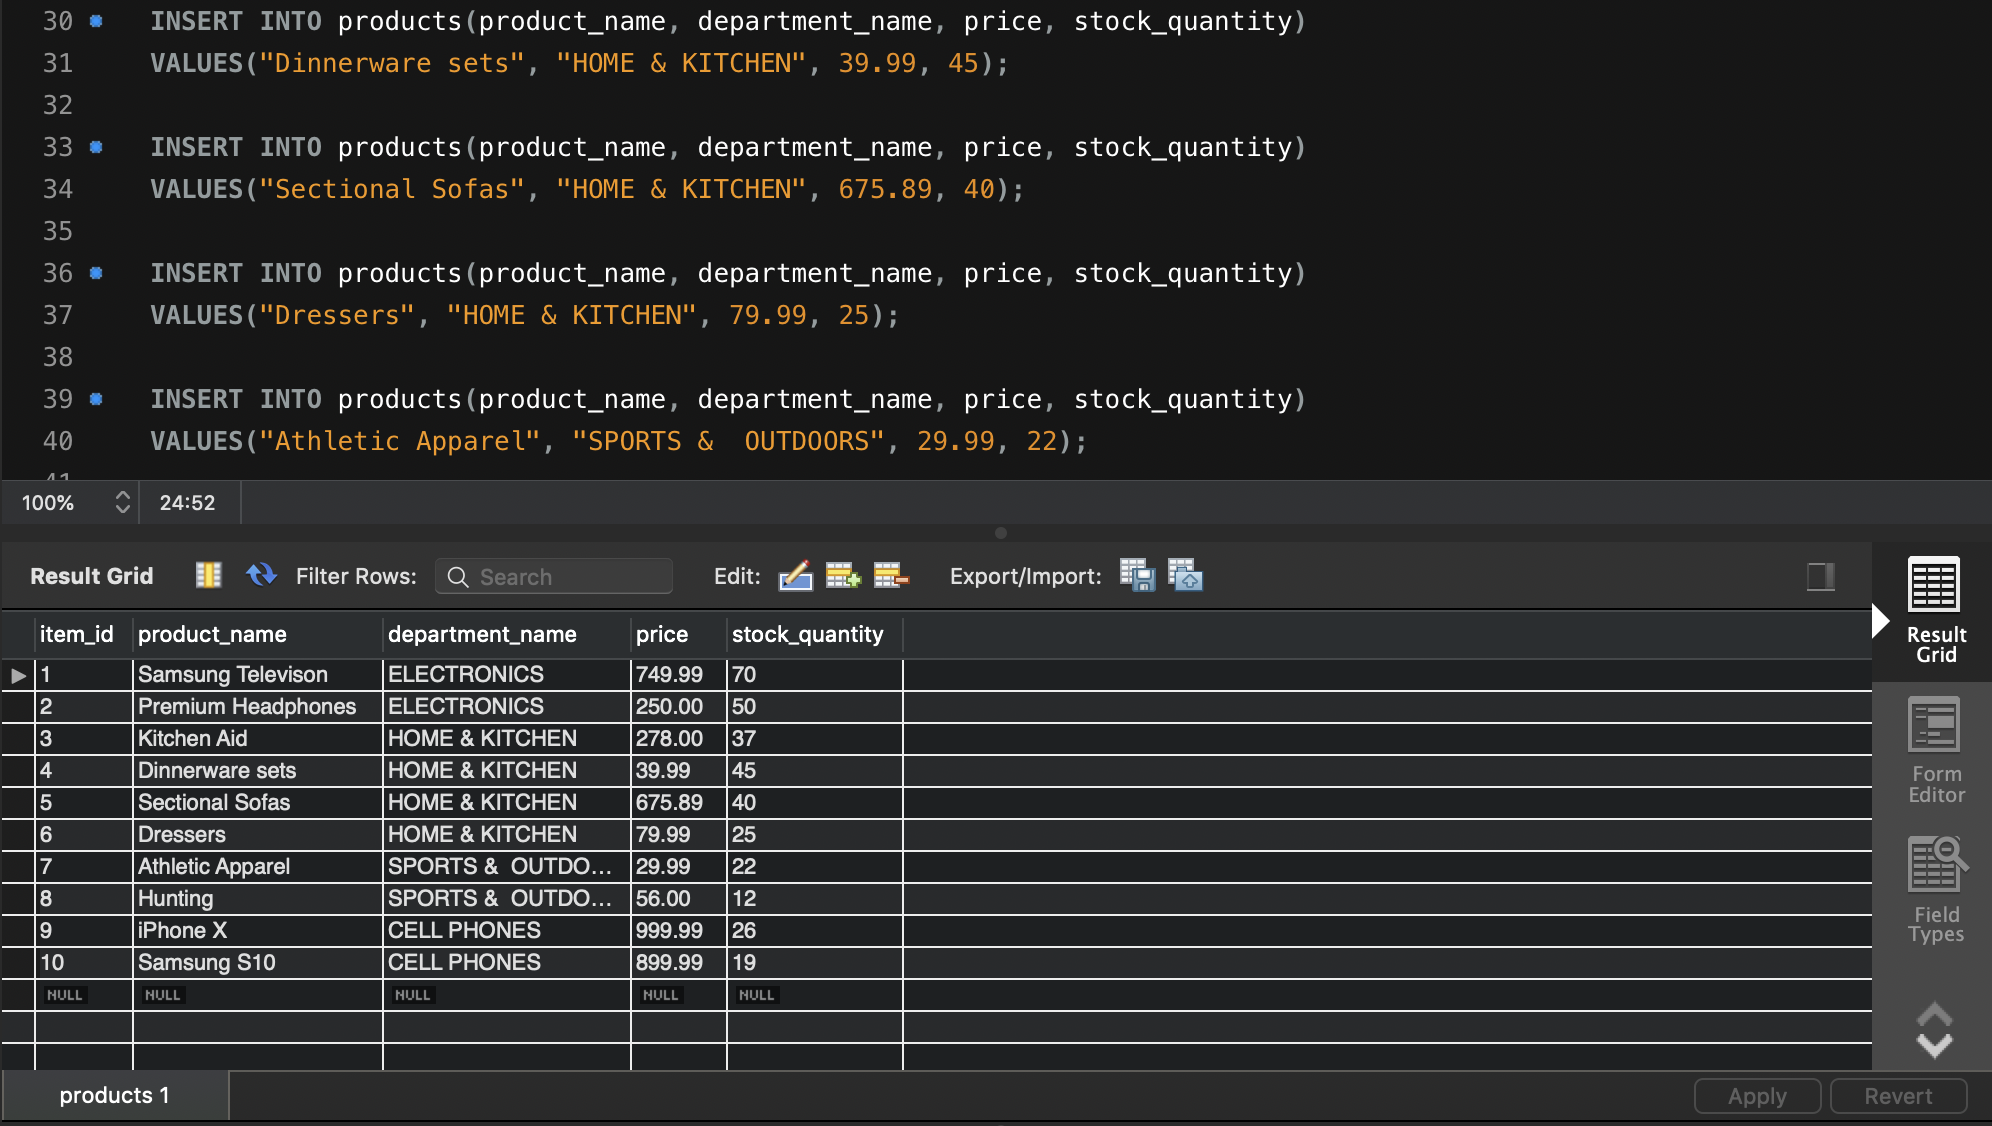 30 INSERT INTO products(product_name, department_name, price, stock_quantity)
31 VALUES("Dinnerware sets", "HOME & KITCHEN", 39.99, 45);
32
33 INSERT INTO products(product_name, department_name, price, stock_quantity)
34 VALUES("Sectional Sofas", "HOME & KITCHEN", 675.89, 40);
35
36 INSERT INTO products(product_name, department_name, price, stock_quantity)
37 VALUES("Dressers", "HOME & KITCHEN", 79.99, 25);
38
39 INSERT INTO products(product_name, department_name, price, stock_quantity)
40 VALUES("Athletic Apparel", "SPORTS &  OUTDOORS", 29.99, 22);
41
100% 24:52
Result Grid Filter Rows: Search Edit: Export/Import:
item_id product_name department_name price stock_quantity
1 Samsung Televison ELECTRONICS 749.99 70
2 Premium Headphones ELECTRONICS 250.00 50
3 Kitchen Aid HOME & KITCHEN 278.00 37
4 Dinnerware sets HOME & KITCHEN 39.99 45
5 Sectional Sofas HOME & KITCHEN 675.89 40
6 Dressers HOME & KITCHEN 79.99 25
7 Athletic Apparel SPORTS &  OUTDO... 29.99 22
8 Hunting SPORTS &  OUTDO... 56.00 12
9 iPhone X CELL PHONES 999.99 26
10 Samsung S10 CELL PHONES 899.99 19
NULL NULL NULL NULL NULL
Result
Grid
Form
Editor
Field
Types
products 1 Apply Revert